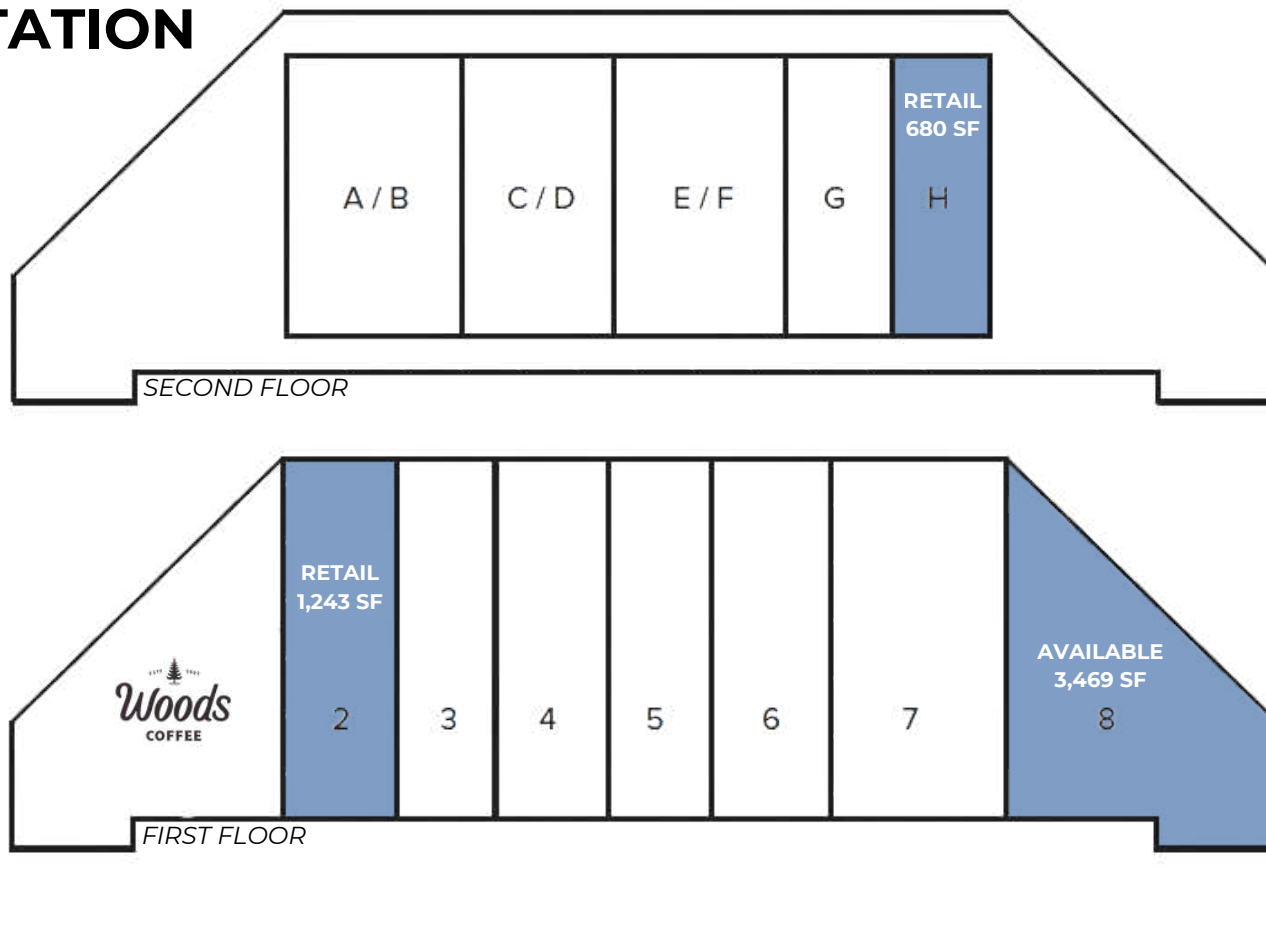 TATION
RETAIL
680 SF
A / B
C / D
E / F
G
H
SECOND FLOOR
RETAIL
1,243 SF
AVAILABLE
3,469 SF
Woods
COFFEE
2
3
4
5
6
7
8
FIRST FLOOR